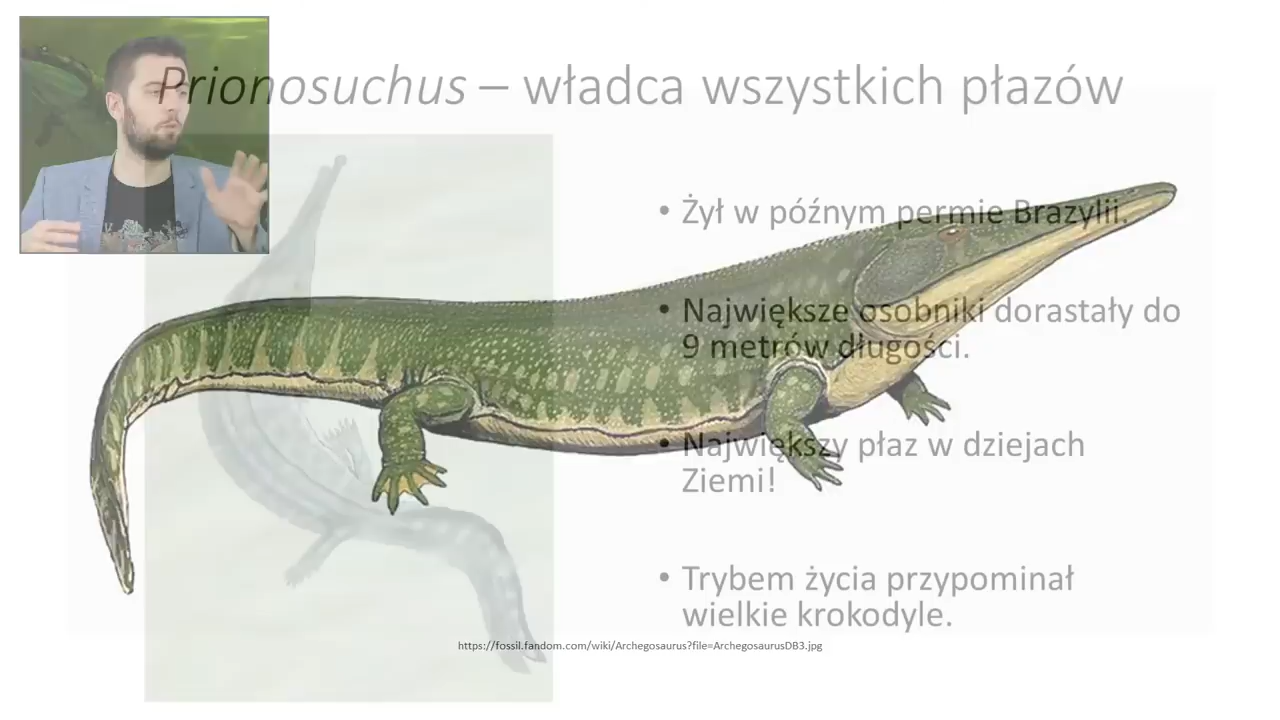 Prionosuchus – władca wszystkich płazów
• Żył w późnym permie Brazylii.
• Największe osobniki dorastały do
9 metrów długości.
• Największy płaz w dziejach
Ziemi!
• Trybem życia przypominał
wielkie krokodyle.
https://fossil.fandom.com/wiki/Archegosaurus?file=ArchegosaurusDB3.jpg